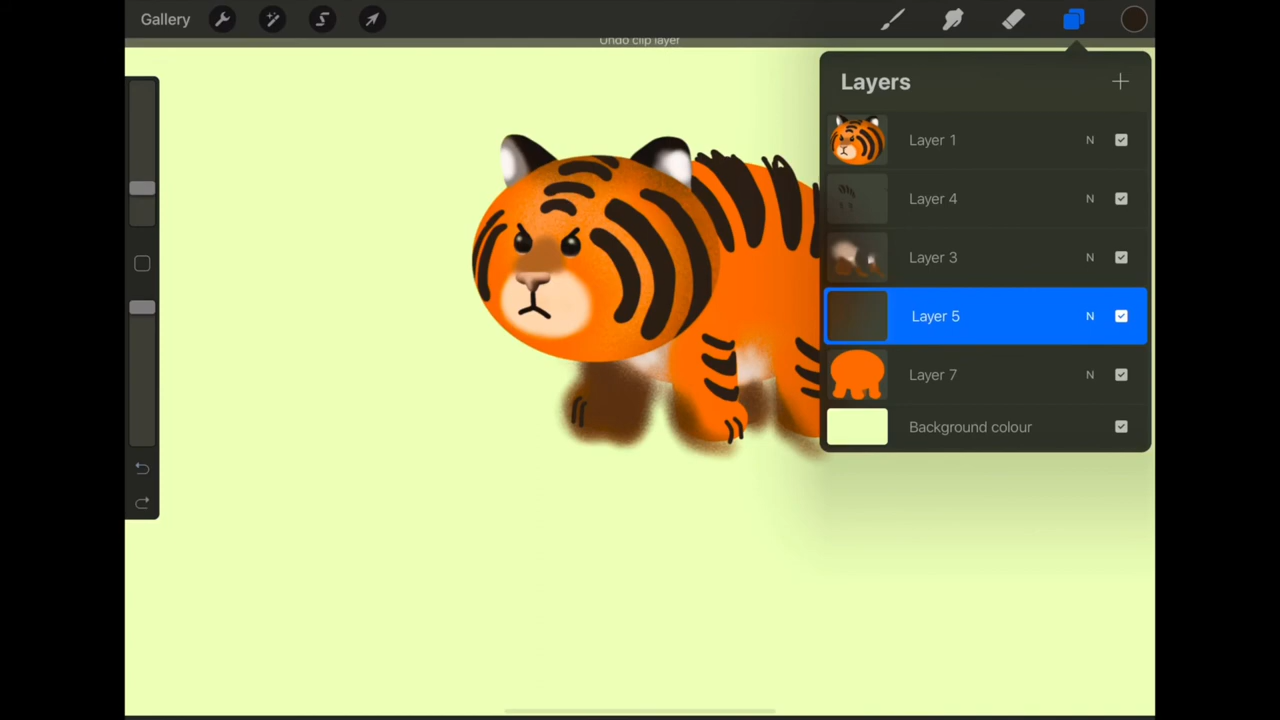 Gallery
Undo clip layer
Layers
Layer 1 N
Layer 4 N
Layer 3 N
Layer 5 N
Layer 7 N
Background colour